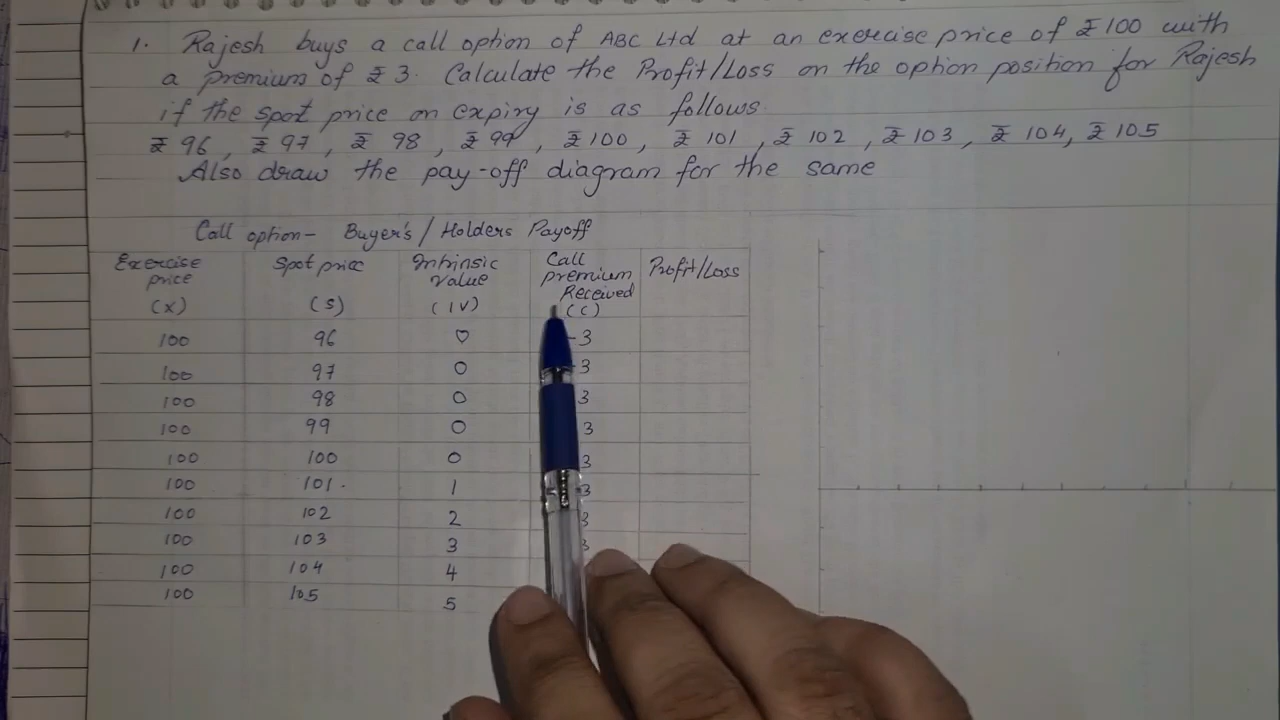 1. Rajesh buys a call option of ABC Ltd at an exercise price of ₹100 with
a premium of ₹3. Calculate the Profit/Loss on the option position for Rajesh
if the spot price on expiry is as follows.
₹96, ₹97, ₹98, ₹99, ₹100, ₹101, ₹102, ₹103, ₹104, ₹105
Also draw the pay-off diagram for the same
Call option- Buyer's/Holders Payoff
Exercise price (X) Spot price (S) Intrinsic Value (IV) Call premium Received (C) Profit/Loss
100 96 0 -3
100 97 0 -3
100 98 0 3
100 99 0 3
100 100 0 3
100 101. 1 3
100 102 2 3
100 103 3 3
100 104 4
100 105 5